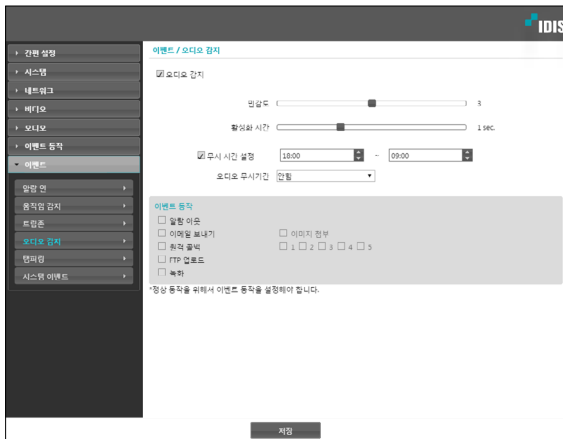 IDIS
간편 설정
시스템
네트워크
비디오
오디오
이벤트 동작
이벤트
알람 인
움직임 감지
트립존
오디오 감지
탬퍼링
시스템 이벤트
이벤트 / 오디오 감지
오디오 감지
민감도 3
활성화 시간 1 sec.
무시 시간 설정 18:00 ~ 09:00
오디오 무시기간 안함
이벤트 동작
알람 아웃
이메일 보내기 이미지 첨부
원격 콜백 1 2 3 4 5
FTP 업로드
녹화
*정상 동작을 위해서 이벤트 동작을 설정해야 합니다.
저장